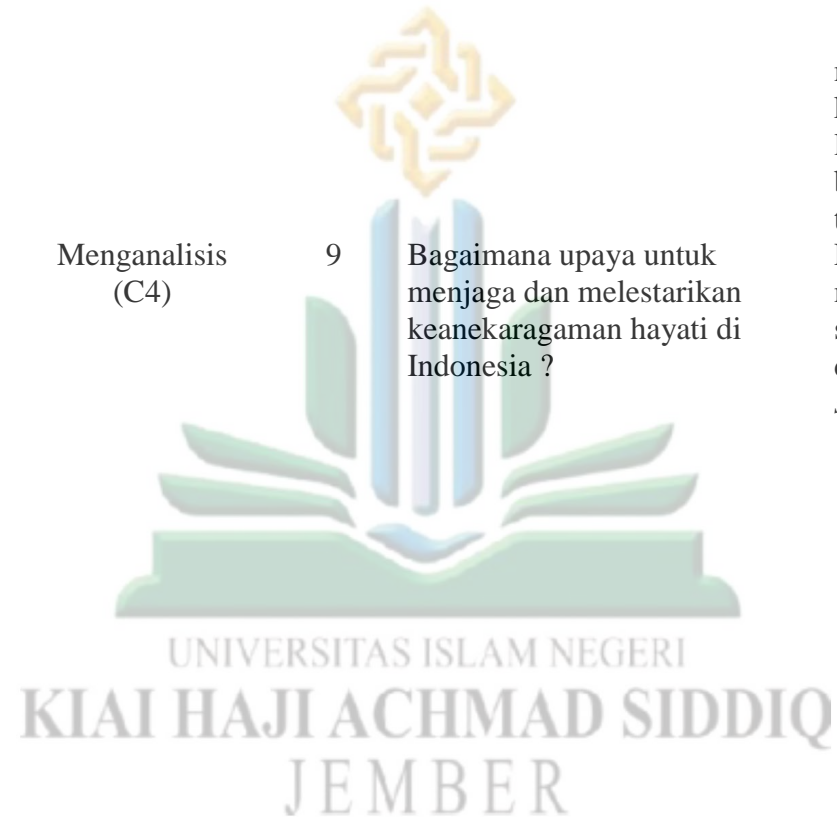 Menganalisis
(C4)
9
Bagaimana upaya untuk
menjaga dan melestarikan
keanekaragaman hayati di
Indonesia ?
UNIVERSITAS ISLAM NEGERI
KIAI HAJI ACHMAD SIDDIQ
JEMBER